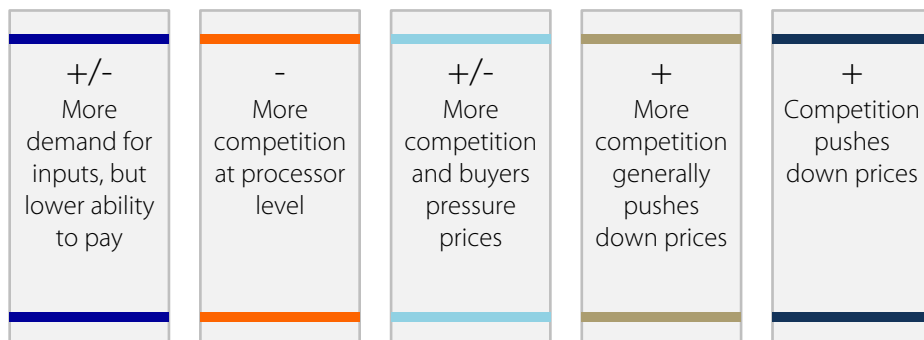 +/-
More
demand for
inputs, but
lower ability
to pay
-
More
competition
at processor
level
+/-
More
competition
and buyers
pressure
prices
+
More
competition
generally
pushes
down prices
+
Competition
pushes
down prices